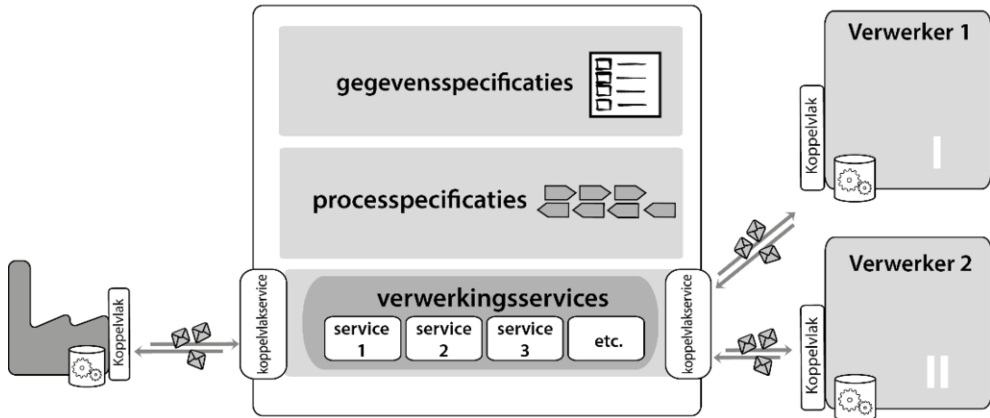 gegevensspecificaties
processpecificaties
verwerkingsservices
service
1
service
2
service
3
etc.
Koppelvlak
koppelvlakservice
koppelvlakservice
Verwerker 1
Koppelvlak
I
Verwerker 2
Koppelvlak
II